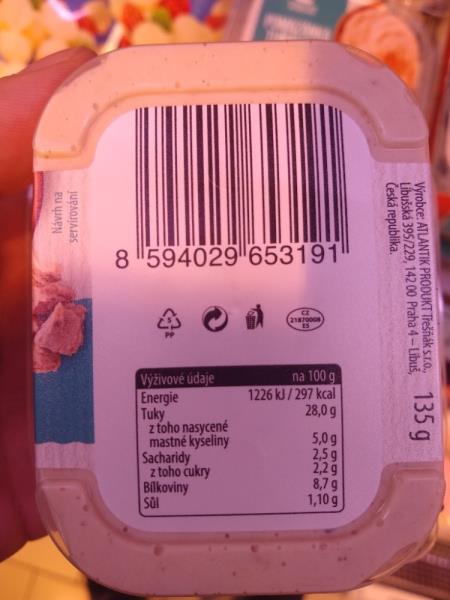 8 594029 653191
5
PP
CZ
21870008
ES
Výživové údaje na 100 g
Energie 1226 kJ / 297 kcal
Tuky 28,0 g
z toho nasycené
mastné kyseliny 5,0 g
Sacharidy 2,5 g
z toho cukry 2,2 g
Bílkoviny 8,7 g
Sůl 1,10 g
Výrobce: ATLANTIK PRODUKT Třešňák s.r.o.,
Libušská 395/229, 142 00 Praha 4 – Libuš,
Česká republika.
135 g
Návrh na
servírování